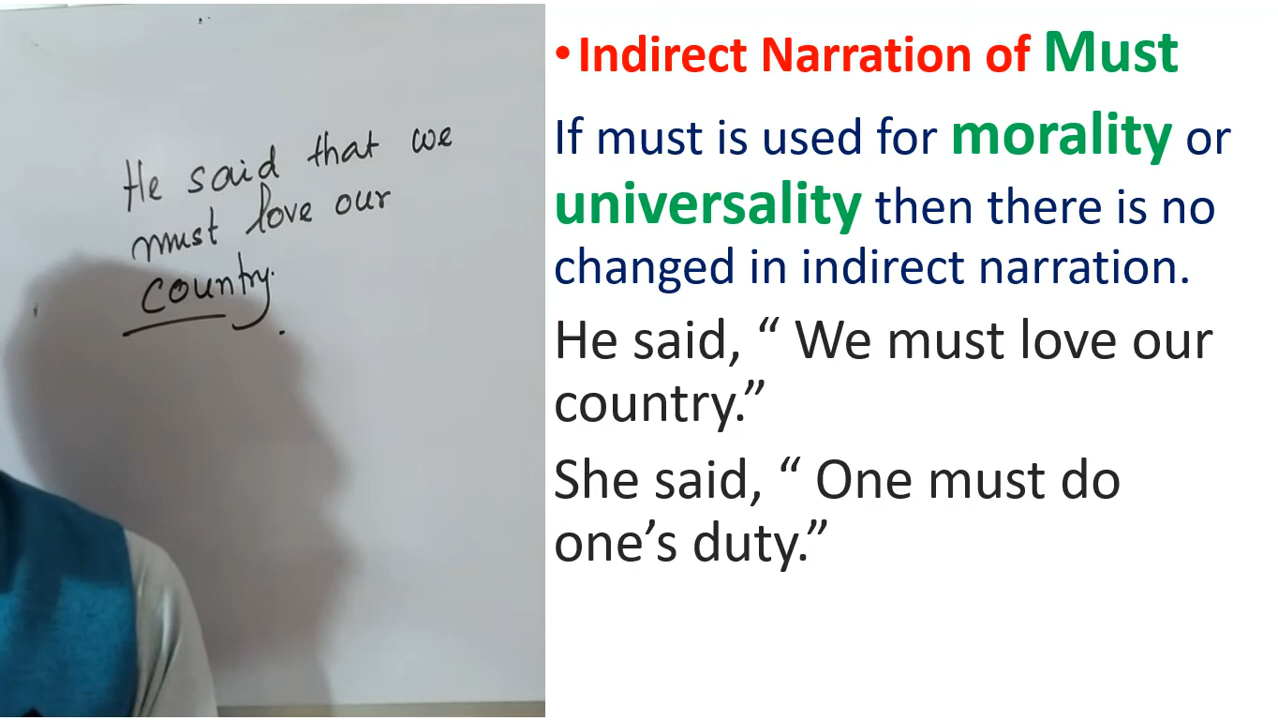 He said that we
must love our
country.
•Indirect Narration of Must
If must is used for morality or
universality then there is no
changed in indirect narration.
He said, “ We must love our
country.”
She said, “ One must do
one’s duty.”